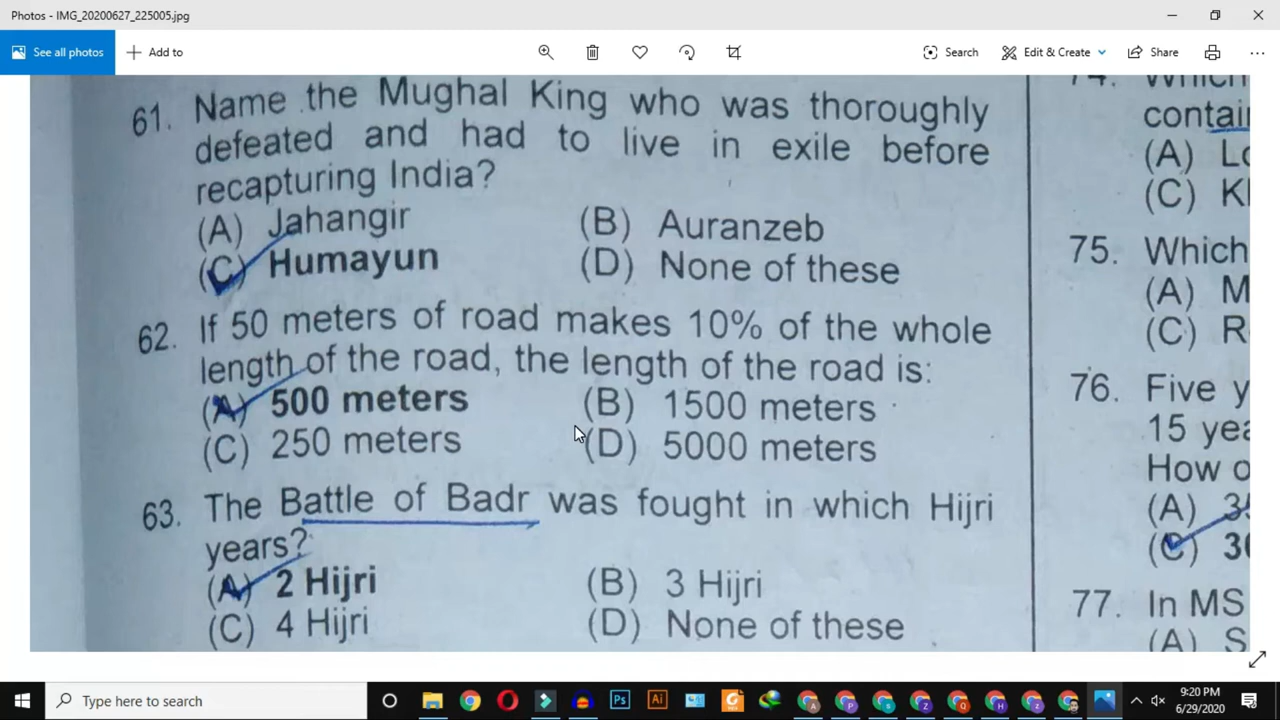 Photos - IMG_20200627_225005.jpg
See all photos
Add to
Search
Edit & Create
Share
61. Name the Mughal King who was thoroughly
defeated and had to live in exile before
recapturing India?
(A) Jahangir (B) Auranzeb
(C) Humayun (D) None of these
62. If 50 meters of road makes 10% of the whole
length of the road, the length of the road is:
(A) 500 meters (B) 1500 meters
(C) 250 meters (D) 5000 meters
63. The Battle of Badr was fought in which Hijri
years?
(A) 2 Hijri (B) 3 Hijri
(C) 4 Hijri (D) None of these
74. Which
contai
(A) Lo
(C) K
75. Which
(A) M
(C) R
76. Five y
15 yea
How o
(A) 35
(C) 30
77. In MS
(A) S
Type here to search
9:20 PM
6/29/2020